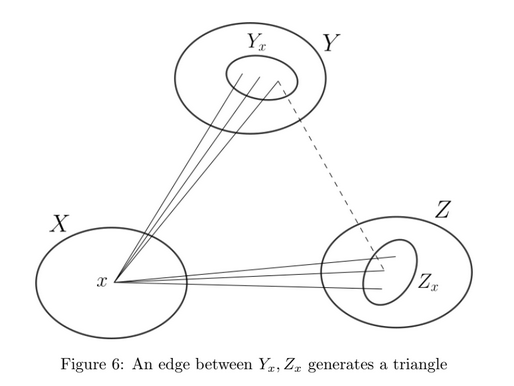 Y_x
Y
X
Z
x
Z_x
Figure 6: An edge between Y_x, Z_x generates a triangle